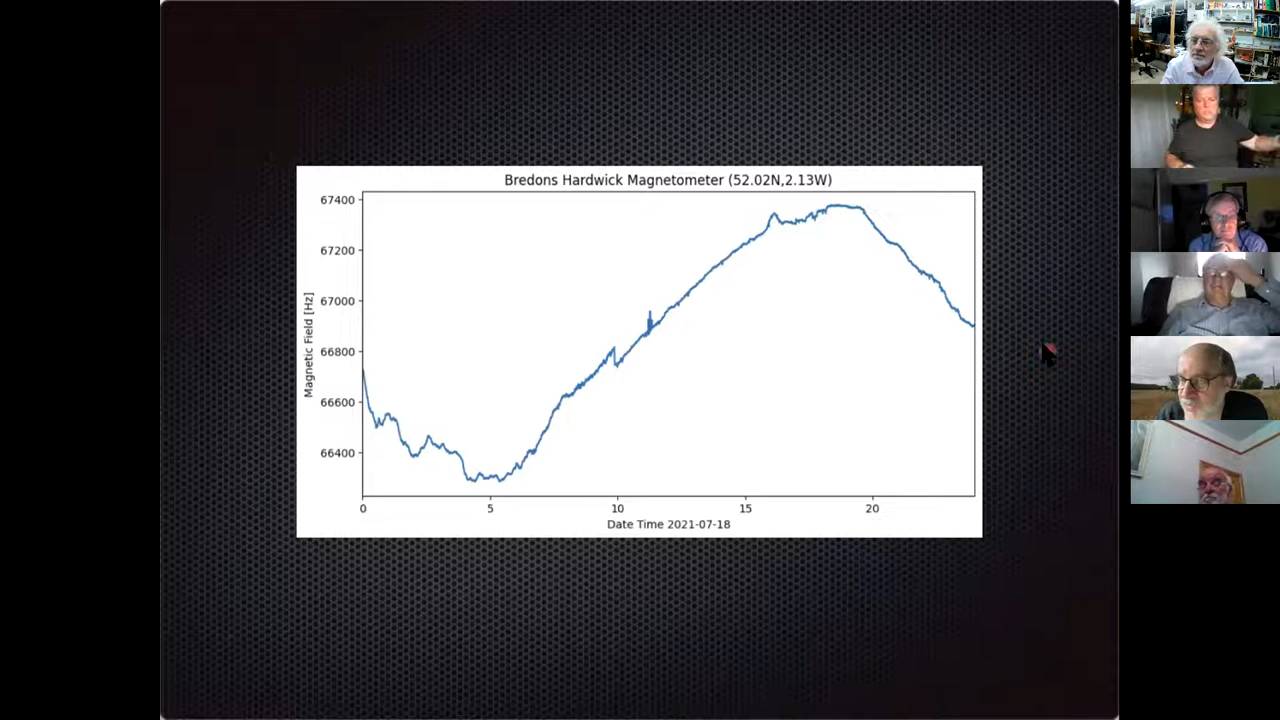 Bredons Hardwick Magnetometer (52.02N,2.13W)
67400
67200
67000
66800
66600
66400
Magnetic Field [Hz]
0 5 10 15 20
Date Time 2021-07-18